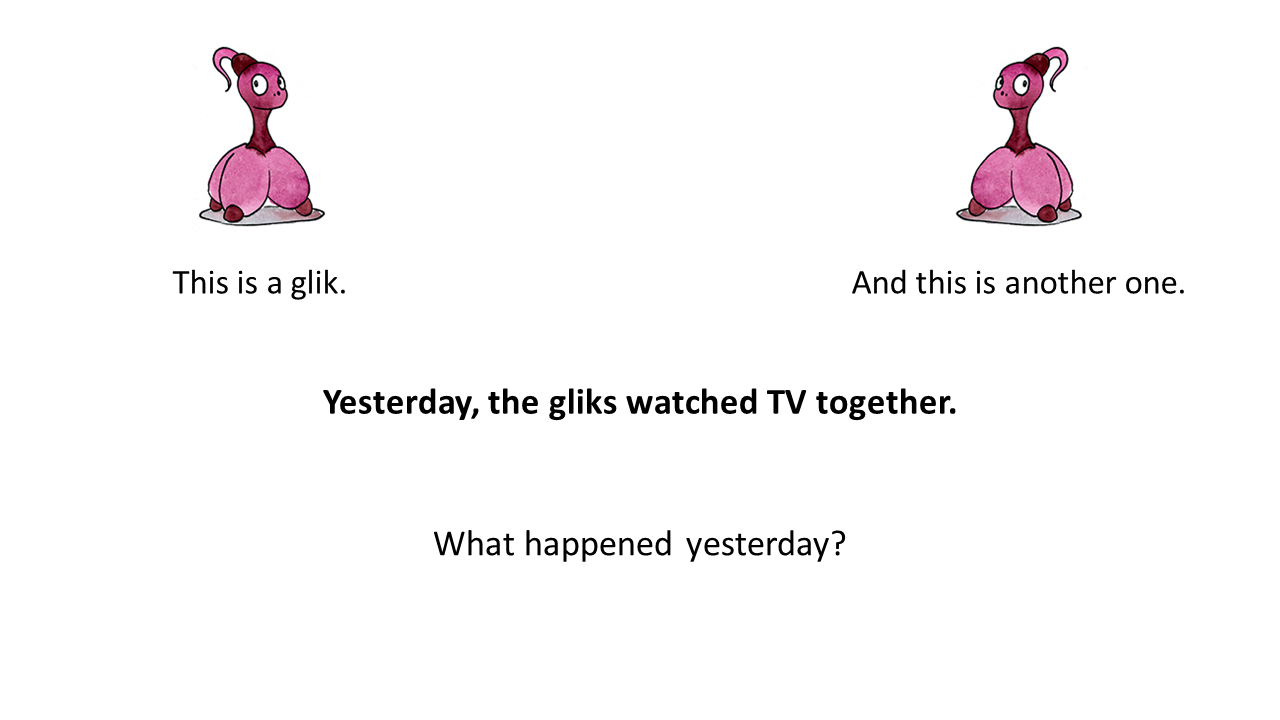 This is a glik.
And this is another one.
Yesterday, the gliks watched TV together.
What happened yesterday?